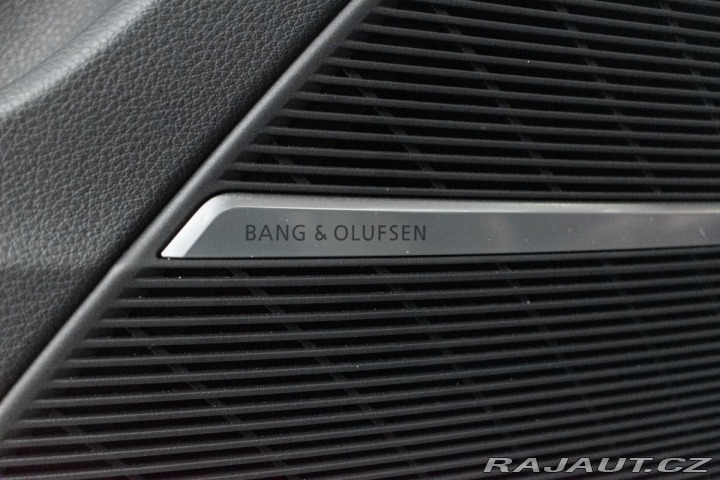 BANG & OLUFSEN
RAJAUT.CZ